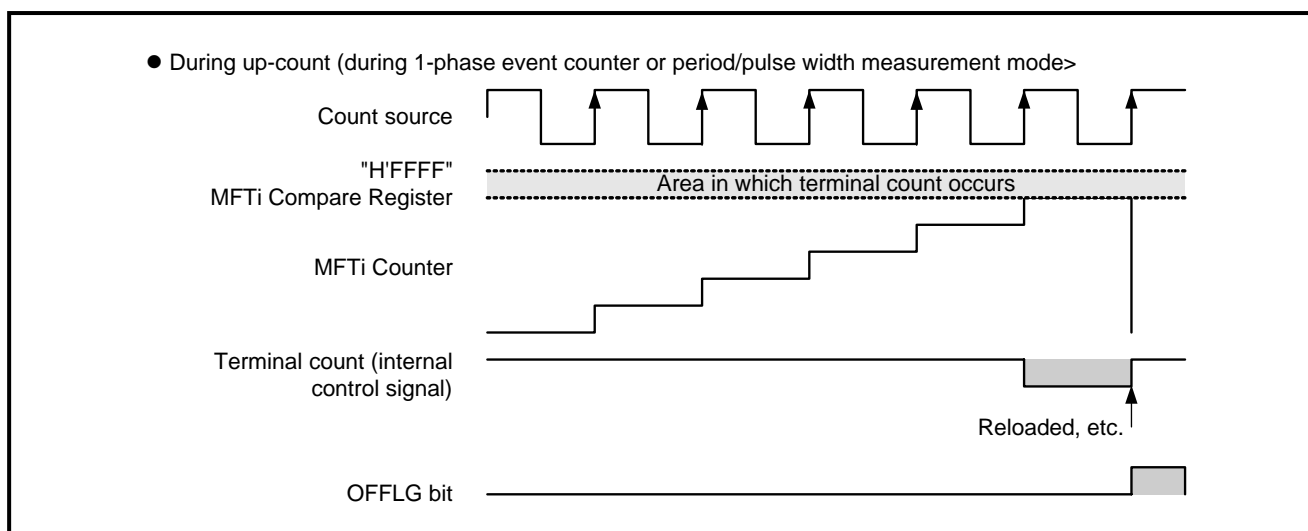 ● During up-count (during 1-phase event counter or period/pulse width measurement mode>
Count source
"H'FFFF"
Area in which terminal count occurs
MFTi Compare Register
MFTi Counter
Terminal count (internal
control signal)
Reloaded, etc.
OFFLG bit